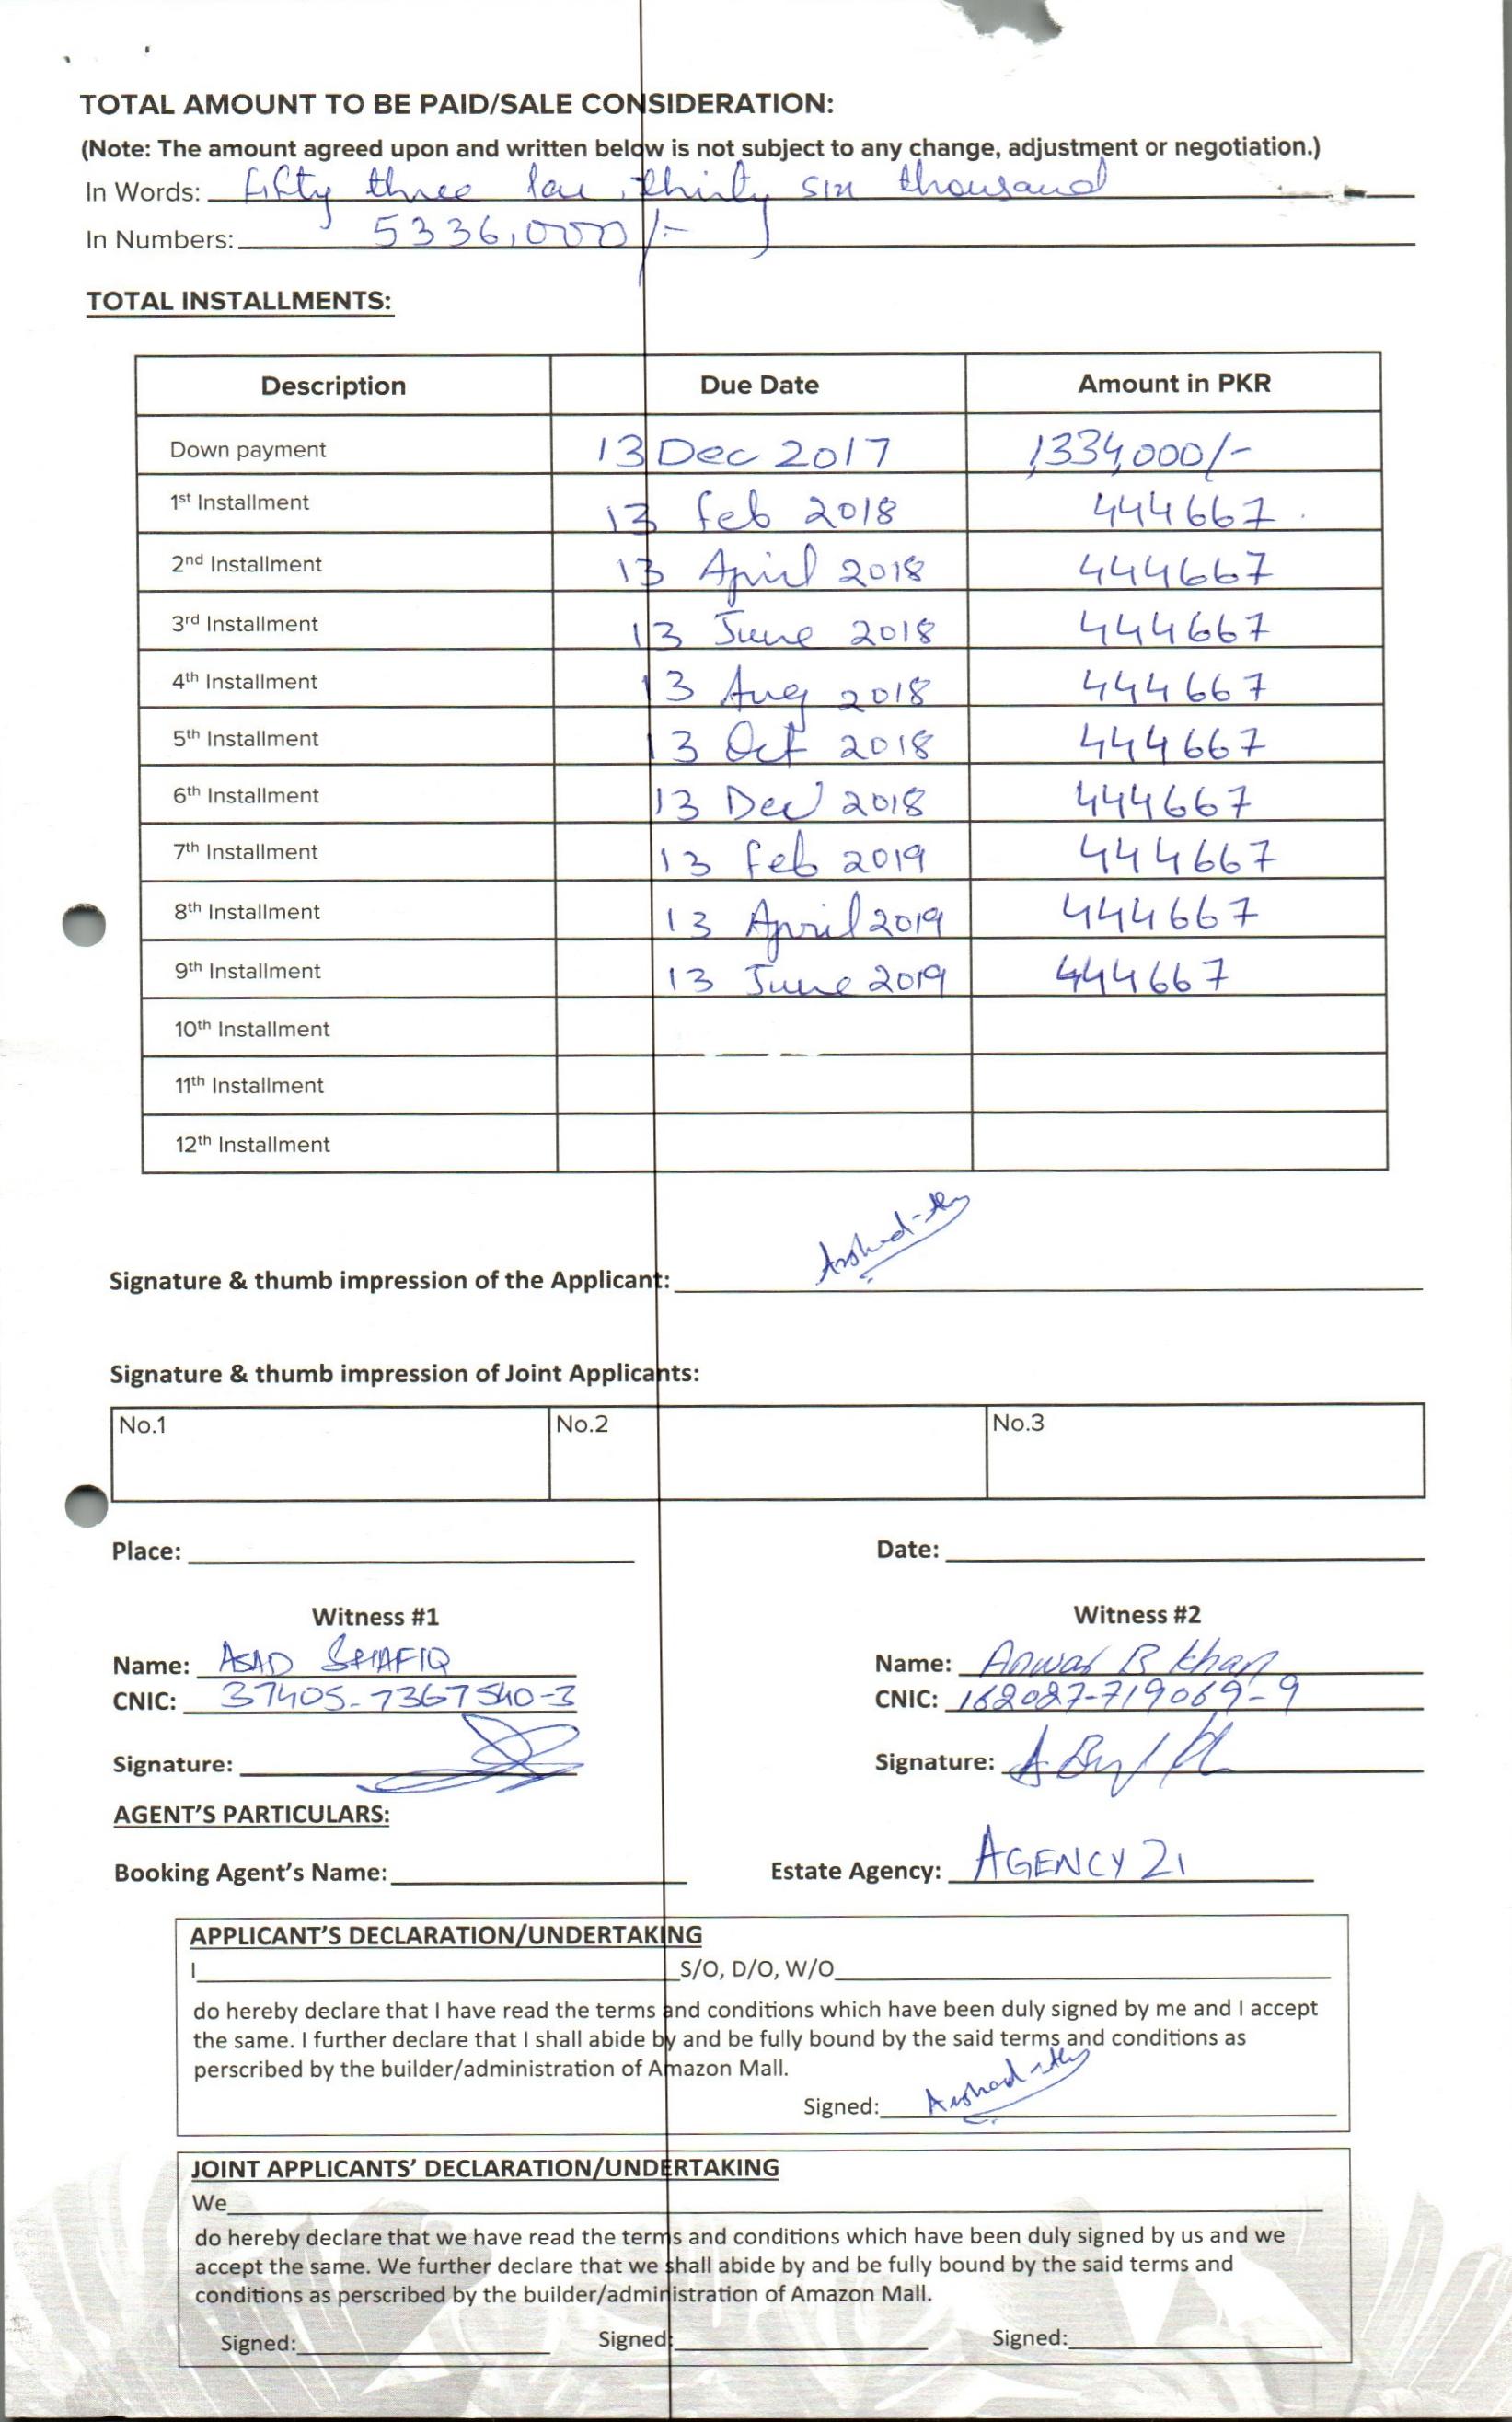 TOTAL AMOUNT TO BE PAID/SALE CONSIDERATION:
(Note: The amount agreed upon and written below is not subject to any change, adjustment or negotiation.)
In Words: fifty three lac thirty six thousand
In Numbers: 5336,000/-
TOTAL INSTALLMENTS:
Description Due Date Amount in PKR
Down payment 13 Dec 2017 1334,000/-
1st Installment 13 Feb 2018 444667
2nd Installment 13 April 2018 444667
3rd Installment 13 June 2018 444667
4th Installment 13 Aug 2018 444667
5th Installment 13 Oct 2018 444667
6th Installment 13 Dec 2018 444667
7th Installment 13 Feb 2019 444667
8th Installment 13 April 2019 444667
9th Installment 13 June 2019 444667
10th Installment
11th Installment
12th Installment
Signature & thumb impression of the Applicant:
Signature & thumb impression of Joint Applicants:
No.1 No.2 No.3
Place: Date:
Witness #1 Witness #2
Name: ASAD SHAFIQ Name: Anwar B Khan
CNIC: 37405-7367540-3 CNIC: 162027-719069-9
Signature: Signature:
AGENT'S PARTICULARS:
Booking Agent's Name: Estate Agency: AGENCY 21
APPLICANT'S DECLARATION/UNDERTAKING
I S/O, D/O, W/O
do hereby declare that I have read the terms and conditions which have been duly signed by me and I accept
the same. I further declare that I shall abide by and be fully bound by the said terms and conditions as
perscribed by the builder/administration of Amazon Mall.
Signed:
JOINT APPLICANTS' DECLARATION/UNDERTAKING
We
do hereby declare that we have read the terms and conditions which have been duly signed by us and we
accept the same. We further declare that we shall abide by and be fully bound by the said terms and
conditions as perscribed by the builder/administration of Amazon Mall.
Signed: Signed: Signed: